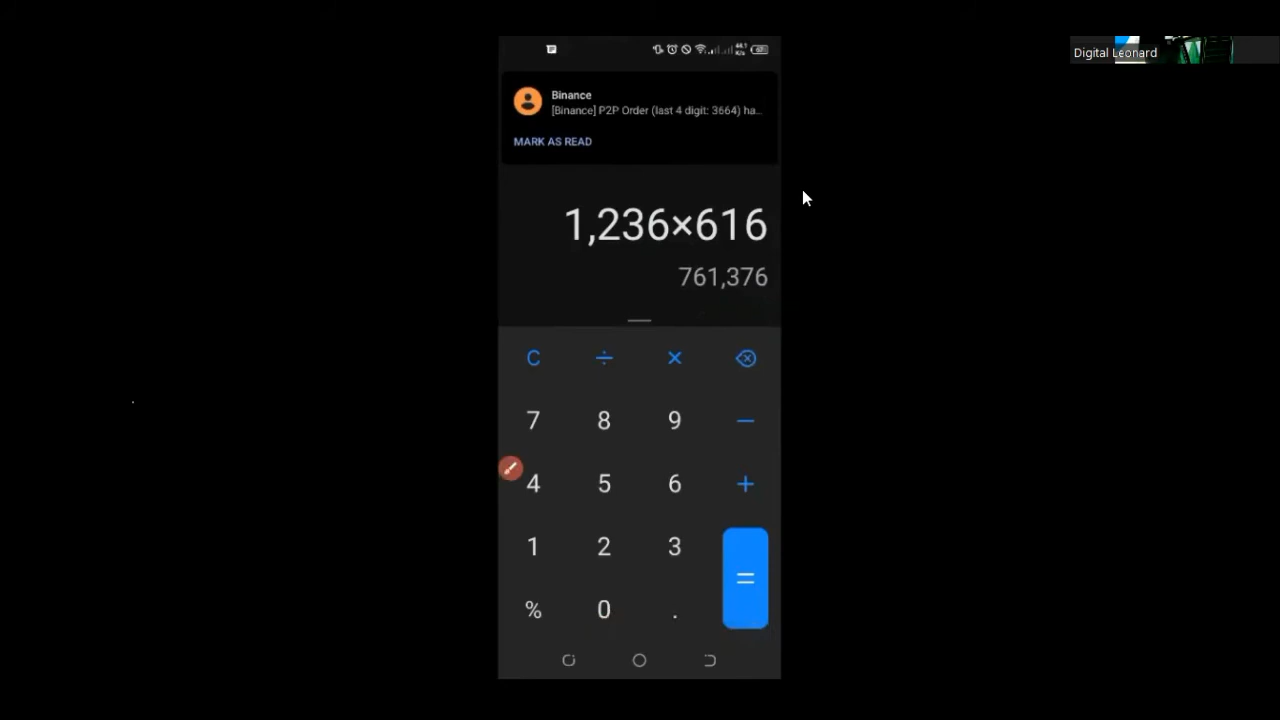 Digital Leonard
Binance
[Binance] P2P Order (last 4 digit: 3664) ha...
MARK AS READ
1,236×616
761,376
C ÷ ×
7 8 9 −
4 5 6 +
1 2 3
=
% 0 .